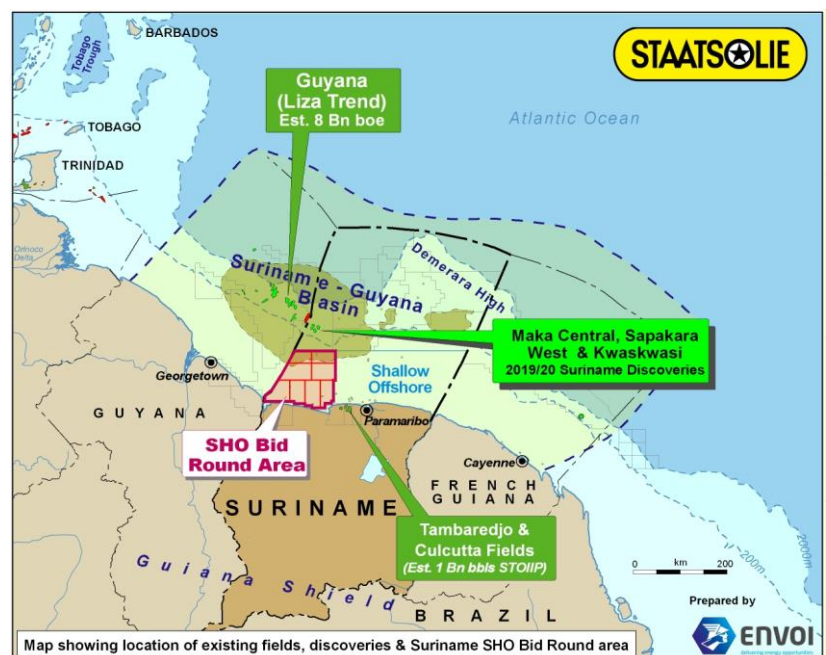 BARBADOS
Tobago
Trough
STAATSOLIE
Guyana
(Liza Trend)
Est. 8 Bn boe
Atlantic Ocean
TOBAGO
TRINIDAD
Orinoco
Delta
Demerara High
Suriname - Guyana
Basin
Maka Central, Sapakara
West & Kwaskwasi
2019/20 Suriname Discoveries
Shallow
Offshore
Georgetown
GUYANA
Paramaribo
SHO Bid
Round Area
Cayenne
FRENCH
GUIANA
SURINAME
Tambaredjo &
Culcutta Fields
(Est. 1 Bn bbls STOIIP)
200m
2000m
km
0 200
Guiana Shield
BRAZIL
Prepared by
ENVOI
delivering energy opportunities
Map showing location of existing fields, discoveries & Suriname SHO Bid Round area